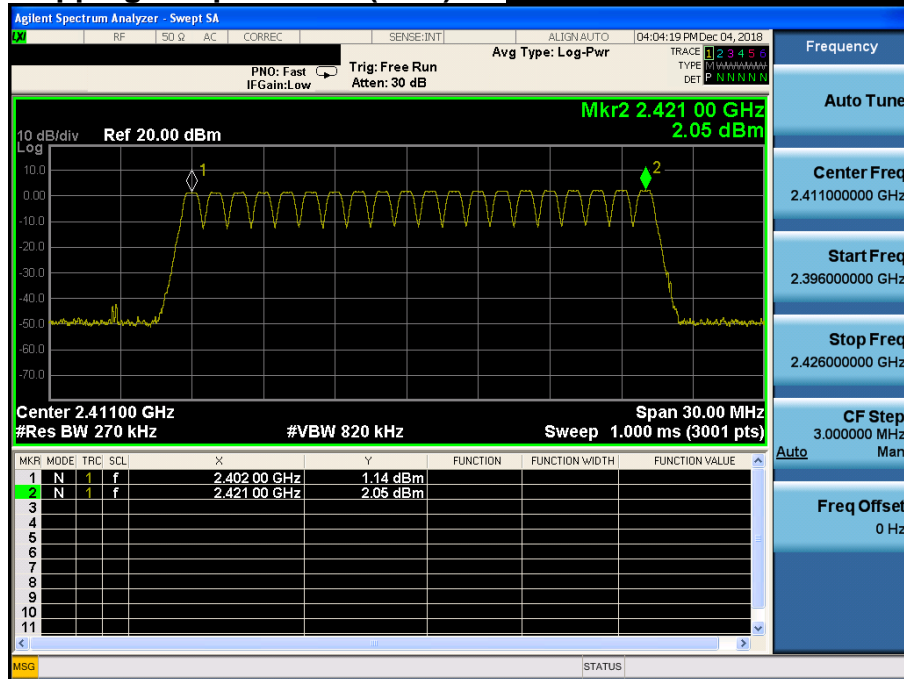 Agilent Spectrum Analyzer - Swept SA
LXI RF 50 Ω AC CORREC SENSE:INT ALIGN AUTO 04:04:19 PM Dec 04, 2018
Avg Type: Log-Pwr TRACE 1 2 3 4 5 6
PNO: Fast Trig: Free Run TYPE M W W W W W
IFGain:Low Atten: 30 dB DET P N N N N N
Mkr2 2.421 00 GHz
2.05 dBm
10 dB/div Ref 20.00 dBm
Log
10.0
0.00
-10.0
-20.0
-30.0
-40.0
-50.0
-60.0
-70.0
1
2
Center 2.41100 GHz Span 30.00 MHz
#Res BW 270 kHz #VBW 820 kHz Sweep 1.000 ms (3001 pts)
MKR MODE TRC SCL X Y FUNCTION FUNCTION WIDTH FUNCTION VALUE
1 N 1 f 2.402 00 GHz 1.14 dBm
2 N 1 f 2.421 00 GHz 2.05 dBm
3
4
5
6
7
8
9
10
11
MSG STATUS
Frequency
Auto Tune
Center Freq
2.411000000 GHz
Start Freq
2.396000000 GHz
Stop Freq
2.426000000 GHz
CF Step
3.000000 MHz
Auto Man
Freq Offset
0 Hz